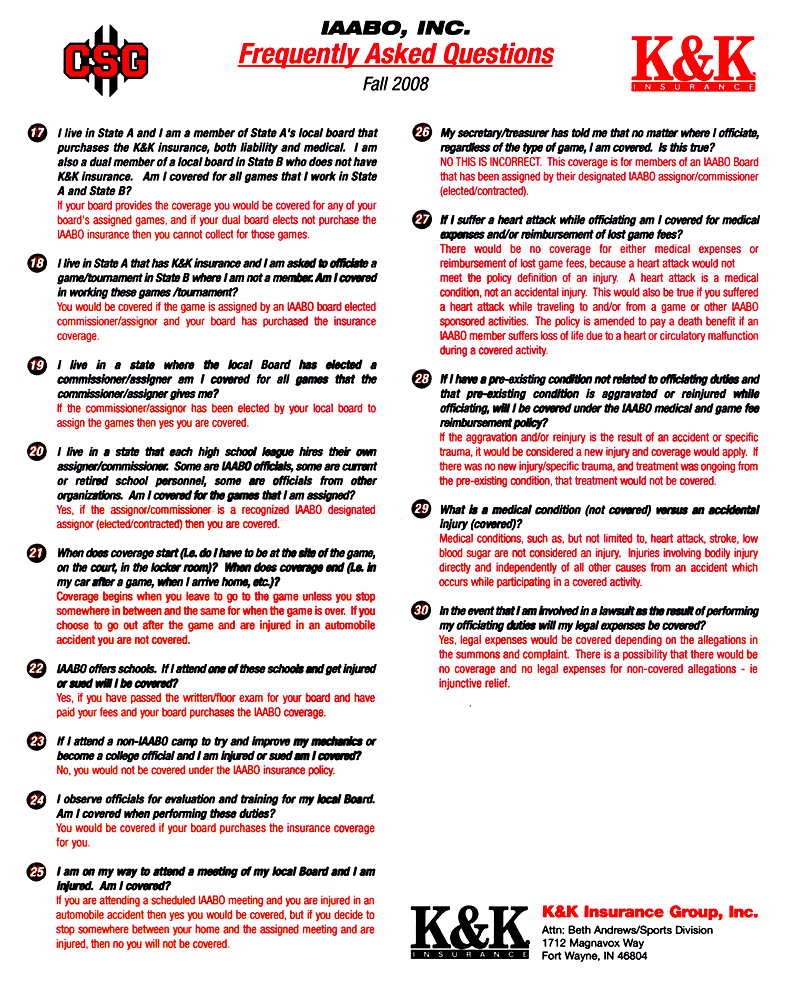 CSG
IAABO, INC.
Frequently Asked Questions
Fall 2008
K&K
INSURANCE
17 I live in State A and I am a member of State A's local board that
purchases the K&K insurance, both liability and medical. I am
also a dual member of a local board in State B who does not have
K&K insurance. Am I covered for all games that I work in State
A and State B?
If your board provides the coverage you would be covered for any of your
board's assigned games, and if your dual board elects not purchase the
IAABO insurance then you cannot collect for those games.
18 I live in State A that has K&K insurance and I am asked to officiate a
game/tournament in State B where I am not a member. Am I covered
in working these games /tournament?
You would be covered if the game is assigned by an IAABO board elected
commissioner/assignor and your board has purchased the insurance
coverage.
19 I live in a state where the local Board has elected a
commissioner/assigner am I covered for all games that the
commissioner/assigner gives me?
If the commissioner/assignor has been elected by your local board to
assign the games then yes you are covered.
20 I live in a state that each high school league hires their own
assigner/commissioner. Some are IAABO officials, some are current
or retired school personnel, some are officials from other
organizations. Am I covered for the games that I am assigned?
Yes, if the assignor/commissioner is a recognized IAABO designated
assignor (elected/contracted) then you are covered.
21 When does coverage start (i.e. do I have to be at the site of the game,
on the court, in the locker room)? When does coverage end (i.e. in
my car after a game, when I arrive home, etc.)?
Coverage begins when you leave to go to the game unless you stop
somewhere in between and the same for when the game is over. If you
choose to go out after the game and are injured in an automobile
accident you are not covered.
22 IAABO offers schools. If I attend one of these schools and get injured
or sued will I be covered?
Yes, if you have passed the written/floor exam for your board and have
paid your fees and your board purchases the IAABO coverage.
23 If I attend a non-IAABO camp to try and improve my mechanics or
become a college official and I am injured or sued am I covered?
No, you would not be covered under the IAABO insurance policy.
24 I observe officials for evaluation and training for my local Board.
Am I covered when performing these duties?
You would be covered if your board purchases the insurance coverage
for you.
25 I am on my way to attend a meeting of my local Board and I am
injured. Am I covered?
If you are attending a scheduled IAABO meeting and you are injured in an
automobile accident then yes you would be covered, but if you decide to
stop somewhere between your home and the assigned meeting and are
injured, then no you will not be covered.
26 My secretary/treasurer has told me that no matter where I officiate,
regardless of the type of game, I am covered. Is this true?
NO THIS IS INCORRECT. This coverage is for members of an IAABO Board
that has been assigned by their designated IAABO assignor/commissioner
(elected/contracted).
27 If I suffer a heart attack while officiating am I covered for medical
expenses and/or reimbursement of lost game fees?
There would be no coverage for either medical expenses or
reimbursement of lost game fees, because a heart attack would not
meet the policy definition of an injury. A heart attack is a medical
condition, not an accidental injury. This would also be true if you suffered
a heart attack while traveling to and/or from a game or other IAABO
sponsored activities. The policy is amended to pay a death benefit if an
IAABO member suffers loss of life due to a heart or circulatory malfunction
during a covered activity.
28 If I have a pre-existing condition not related to officiating duties and
that pre-existing condition is aggravated or reinjured while
officiating, will I be covered under the IAABO medical and game fee
reimbursement policy?
If the aggravation and/or reinjury is the result of an accident or specific
trauma, it would be considered a new injury and coverage would apply. If
there was no new injury/specific trauma, and treatment was ongoing from
the pre-existing condition, that treatment would not be covered.
29 What is a medical condition (not covered) versus an accidental
injury (covered)?
Medical conditions, such as, but not limited to, heart attack, stroke, low
blood sugar are not considered an injury. Injuries involving bodily injury
directly and independently of all other causes from an accident which
occurs while participating in a covered activity.
30 In the event that I am involved in a lawsuit as the result of performing
my officiating duties will my legal expenses be covered?
Yes, legal expenses would be covered depending on the allegations in
the summons and complaint. There is a possibility that there would be
no coverage and no legal expenses for non-covered allegations - ie
injunctive relief.
K&K
INSURANCE
K&K Insurance Group, Inc.
Attn: Beth Andrews/Sports Division
1712 Magnavox Way
Fort Wayne, IN 46804